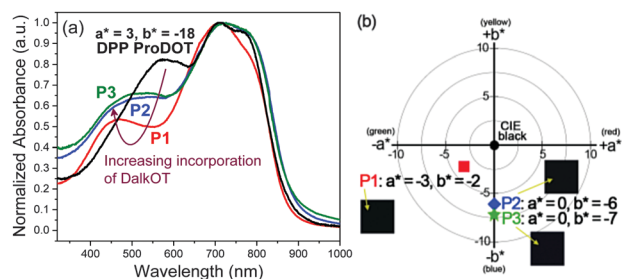 (a)
a* = 3, b* = -18
DPP ProDOT
P3
P2
P1
Increasing incorporation
of DalkOT
Normalized Absorbance (a.u.)
1.0
0.9
0.8
0.7
0.6
0.5
0.4
0.3
0.2
0.1
0.0
400 500 600 700 800 900 1000
Wavelength (nm)
(b)
(yellow)
+b*
10
5
CIE
black
(green)
-a*
-10
-5
5
10
(red)
+a*
P1: a* = -3, b* = -2
-5
P2: a* = 0, b* = -6
P3: a* = 0, b* = -7
-10
-b*
(blue)